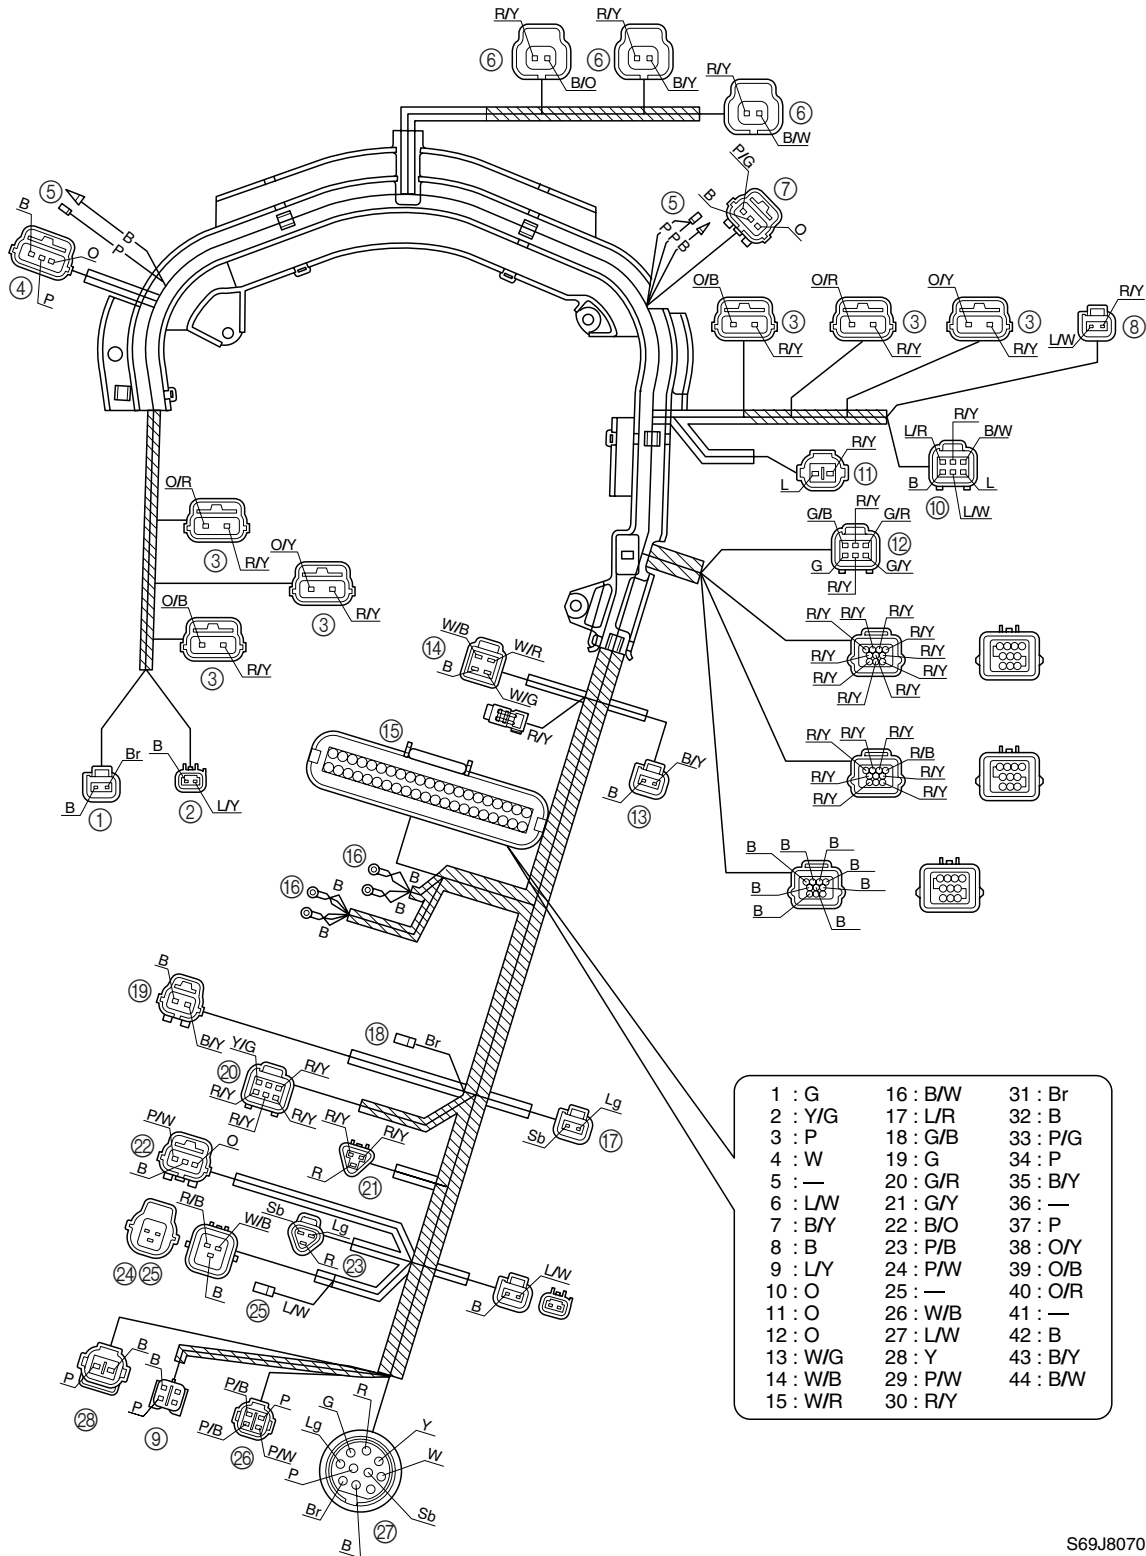 R/Y
R/Y
⑥
⑥
B/O
B/Y
R/Y
⑥
B/W
P/G
⑦
⑤
B
O
⑤
B
P
P
P
B
B
O
④
P
O/B
③
R/Y
O/R
③
R/Y
O/Y
③
R/Y
R/Y
⑧
L/W
R/Y
L/R
B/W
B
L
⑩
L/W
R/Y
⑪
L
O/R
③
R/Y
O/Y
③
R/Y
O/B
③
R/Y
R/Y
G/B
G/R
⑫
G
G/Y
R/Y
R/Y
R/Y
R/Y
R/Y
R/Y
R/Y
R/Y
R/Y
R/Y
R/Y
R/Y
R/Y
R/Y
R/B
R/Y
R/Y
R/Y
R/Y
B
B
B
B
B
B
B
B
Br
B
①
B
②
L/Y
W/B
⑭
W/R
B
W/G
R/Y
B/Y
B
⑬
⑮
⑯
B
B
⑯
B
B
B
⑲
B/Y
⑱
Br
Y/G
⑳
R/Y
R/Y
R/Y
R/Y
Lg
Sb
⑰
P/W
O
㉒
B
R/Y
R/Y
R
㉑
R/B
W/B
B
㉔
㉕
Sb
Lg
R
㉓
㉕
L/W
L/W
B
B
P
㉘
B
P
⑨
P/B
P
P/B
P/W
㉖
R
G
Lg
Y
W
P
Br
Sb
B
㉗
1 : G
2 : Y/G
3 : P
4 : W
5 : —
6 : L/W
7 : B/Y
8 : B
9 : L/Y
10 : O
11 : O
12 : O
13 : W/G
14 : W/B
15 : W/R
16 : B/W
17 : L/R
18 : G/B
19 : G
20 : G/R
21 : G/Y
22 : B/O
23 : P/B
24 : P/W
25 : —
26 : W/B
27 : L/W
28 : Y
29 : P/W
30 : R/Y
31 : Br
32 : B
33 : P/G
34 : P
35 : B/Y
36 : —
37 : P
38 : O/Y
39 : O/B
40 : O/R
41 : —
42 : B
43 : B/Y
44 : B/W
S69J8070